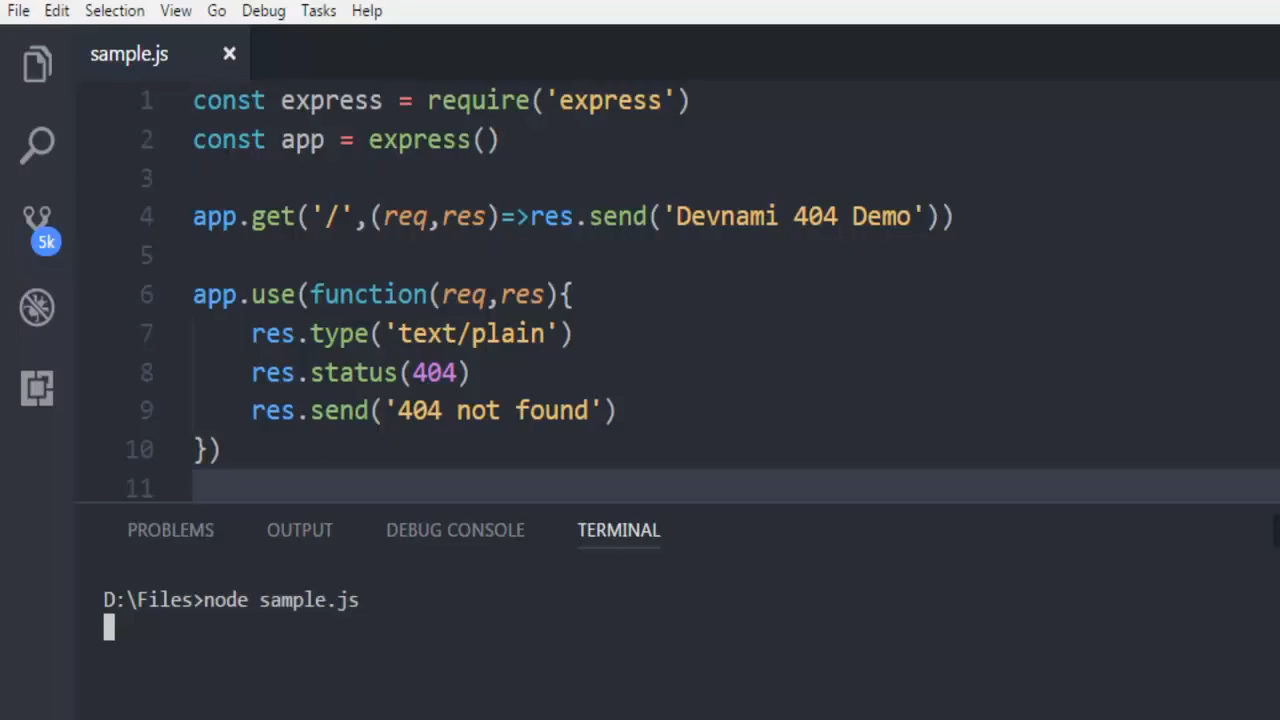 File Edit Selection View Go Debug Tasks Help
sample.js ×
1 const express = require('express')
2 const app = express()
3
4 app.get('/',(req,res)=>res.send('Devnami 404 Demo'))
5
6 app.use(function(req,res){
7     res.type('text/plain')
8     res.status(404)
9     res.send('404 not found')
10 })
11
5k
PROBLEMS OUTPUT DEBUG CONSOLE TERMINAL
D:\Files>node sample.js